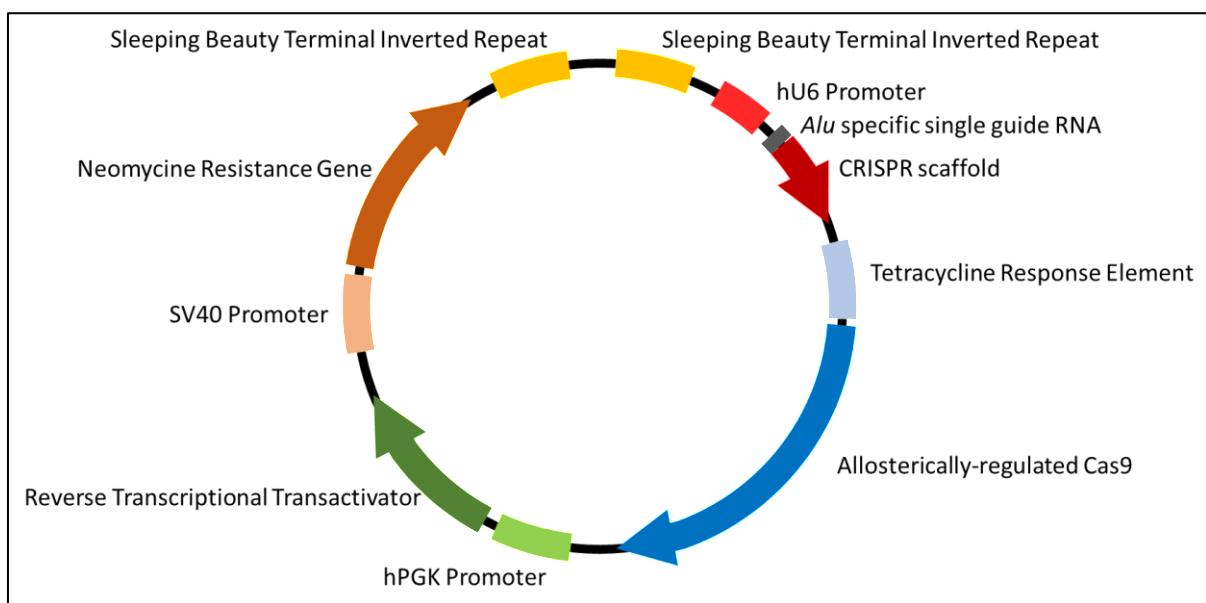 Sleeping Beauty Terminal Inverted Repeat
Sleeping Beauty Terminal Inverted Repeat
hU6 Promoter
Alu specific single guide RNA
CRISPR scaffold
Neomycine Resistance Gene
Tetracycline Response Element
SV40 Promoter
Allosterically-regulated Cas9
Reverse Transcriptional Transactivator
hPGK Promoter